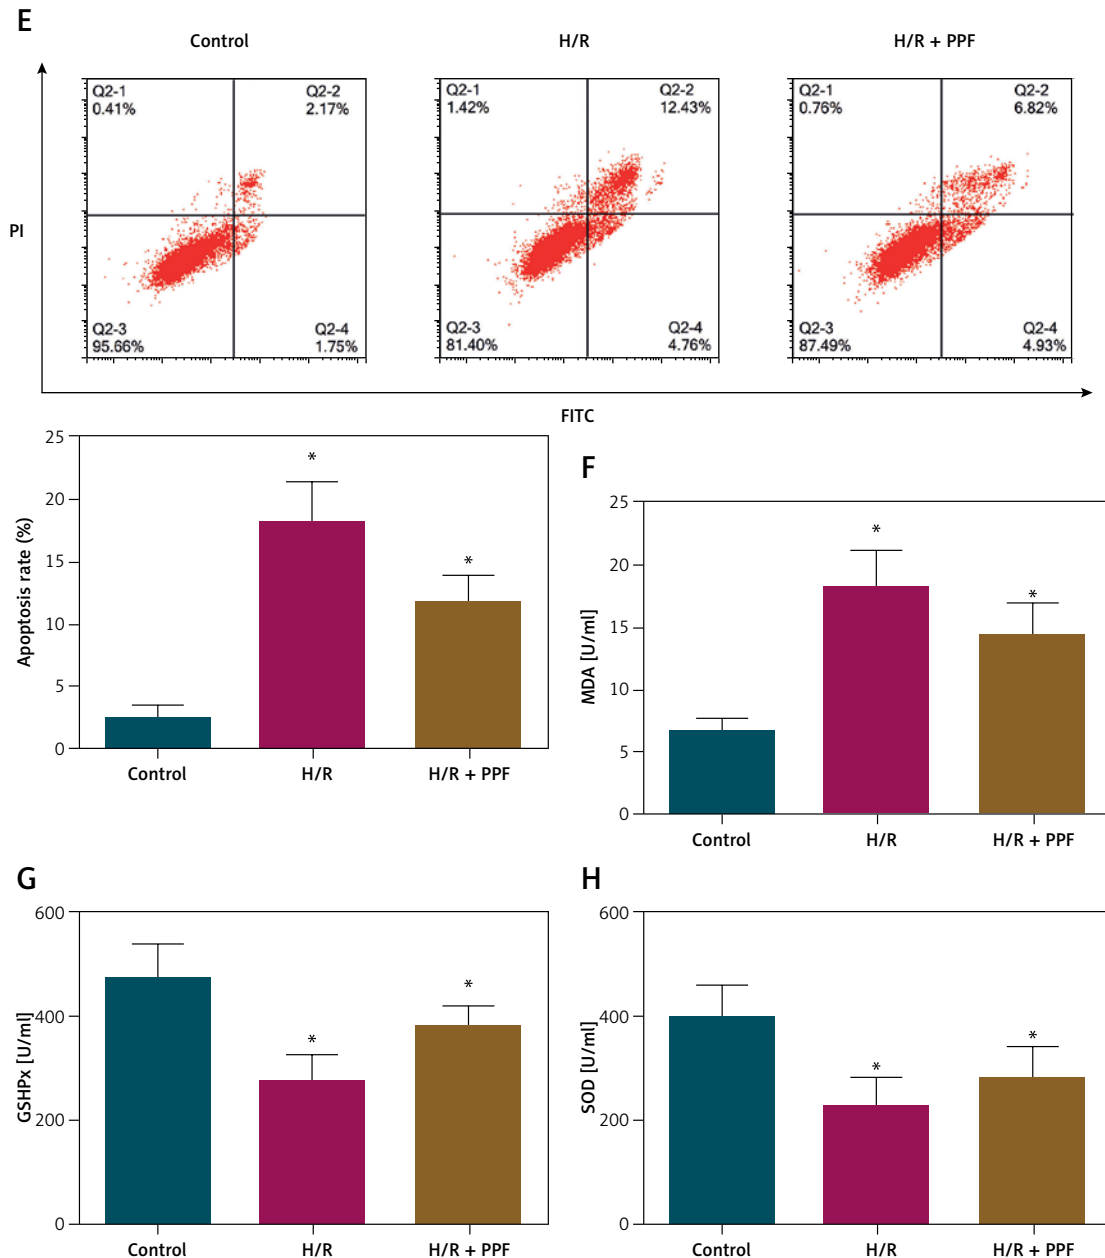 E
Control
H/R
H/R + PPF
Q2-1
0.41%
Q2-2
2.17%
Q2-3
95.66%
Q2-4
1.75%
Q2-1
1.42%
Q2-2
12.43%
Q2-3
81.40%
Q2-4
4.76%
Q2-1
0.76%
Q2-2
6.82%
Q2-3
87.49%
Q2-4
4.93%
PI
FITC
Apoptosis rate (%)
25
20
15
10
5
0
*
*
Control
H/R
H/R + PPF
F
MDA [U/ml]
25
20
15
10
5
0
*
*
Control
H/R
H/R + PPF
G
GSHPx [U/ml]
600
400
200
0
*
*
Control
H/R
H/R + PPF
H
SOD [U/ml]
600
400
200
0
*
*
Control
H/R
H/R + PPF